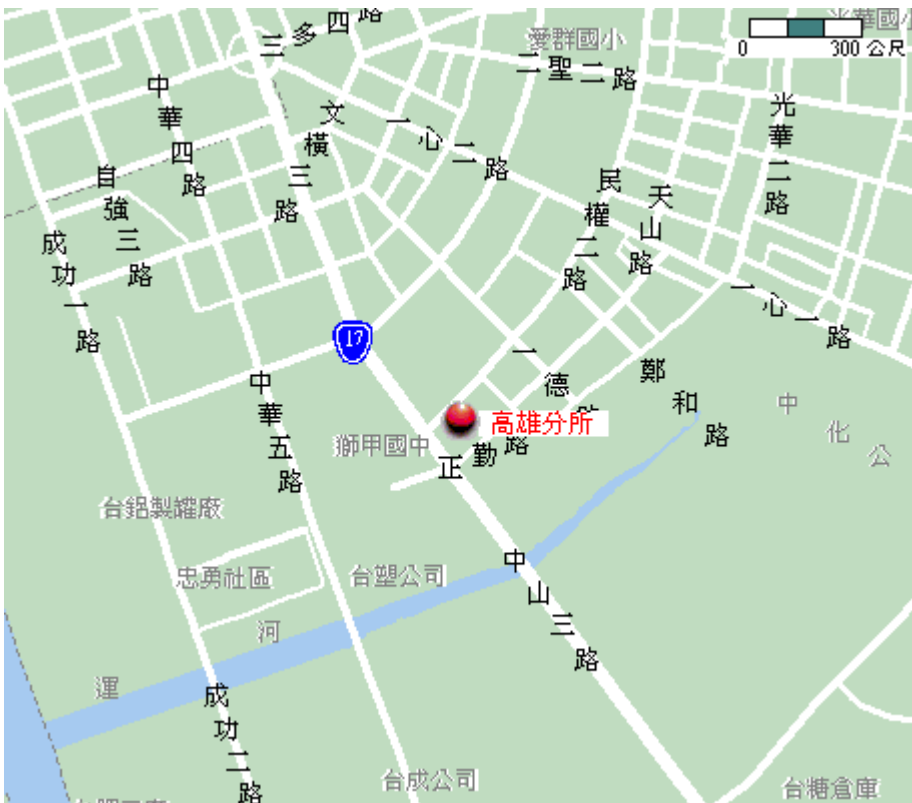 三多四路
愛群國小
光華國小
0 300 公尺
二聖二路
中華四路
文橫三路
一心二路
光華二路
自強三路
民權二路
天山路
成功一路
一心一路
17
中華五路
一德路
鄭和路
中化公
高雄分所
獅甲國中
正勤路
台鋁製罐廠
忠勇社區
台塑公司
中山三路
運河
成功二路
台成公司
台糖倉庫